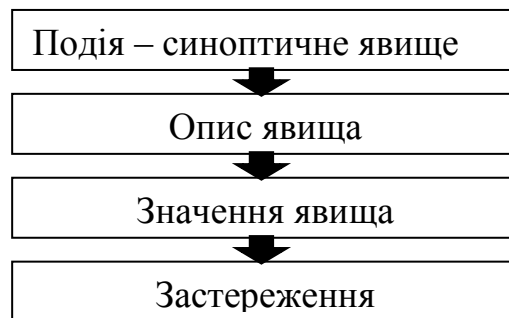 Подія – синоптичне явище
Опис явища
Значення явища
Застереження